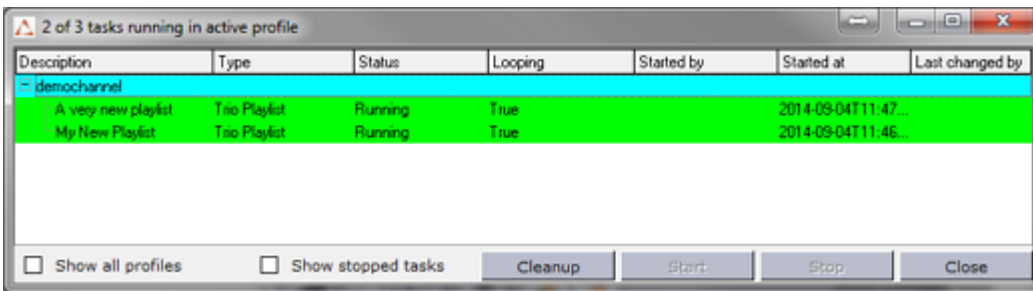 2 of 3 tasks running in active profile
Description Type Status Looping Started by Started at Last changed by
demochannel
A very new playlist Trio Playlist Running True 2014-09-04T11:47...
My New Playlist Trio Playlist Running True 2014-09-04T11:46...
Show all profiles Show stopped tasks Cleanup Start Stop Close